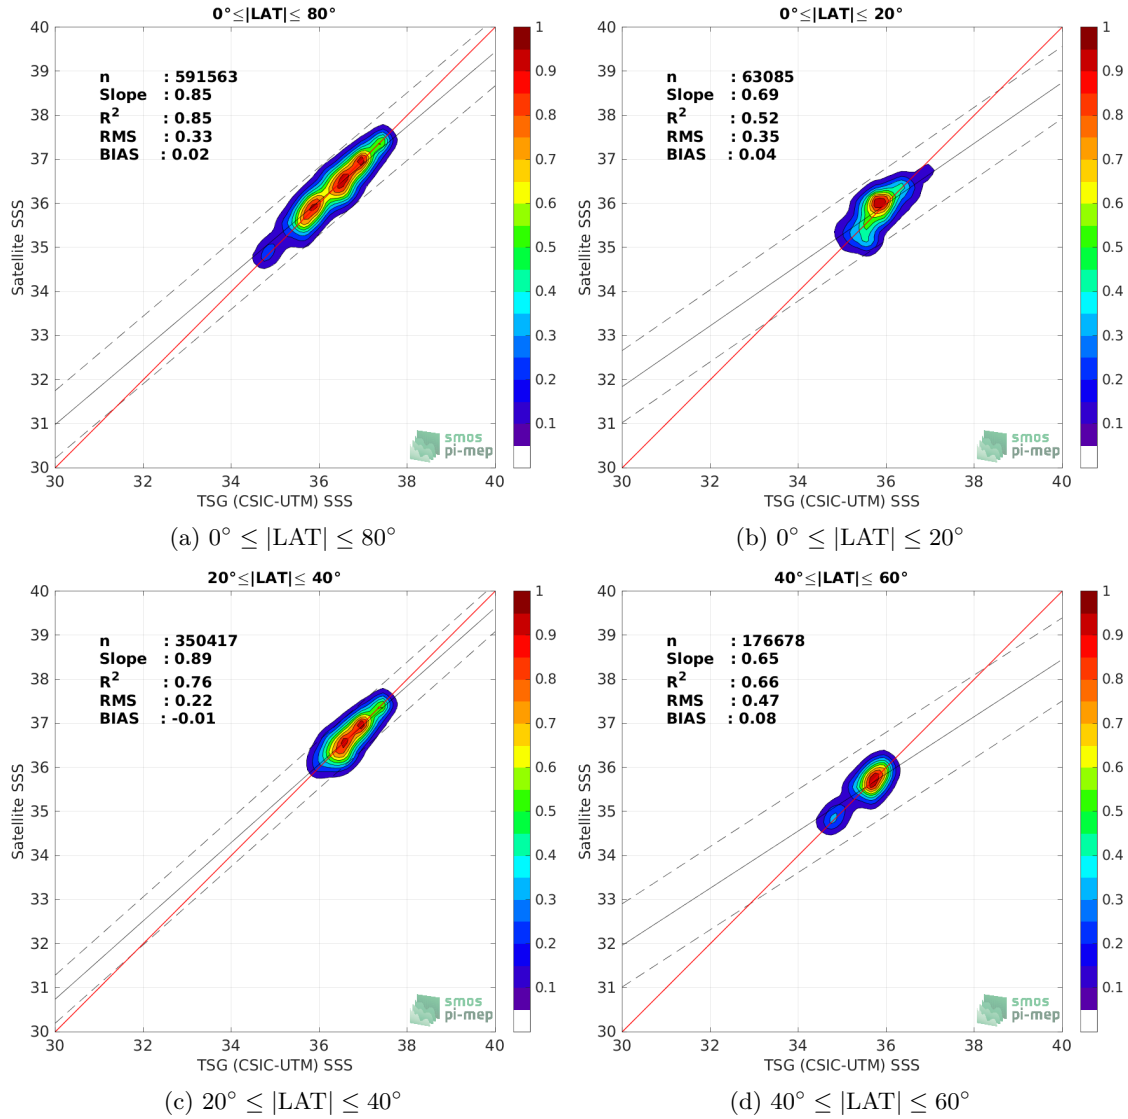 0°≤|LAT|≤ 80°
n : 591563
Slope : 0.85
R² : 0.85
RMS : 0.33
BIAS : 0.02
40
39
38
37
36
35
34
33
32
31
30
Satellite SSS
30 32 34 36 38 40
TSG (CSIC-UTM) SSS
1
0.9
0.8
0.7
0.6
0.5
0.4
0.3
0.2
0.1
smos
pi-mep
(a) 0° ≤ |LAT| ≤ 80°
0°≤|LAT|≤ 20°
n : 63085
Slope : 0.69
R² : 0.52
RMS : 0.35
BIAS : 0.04
40
39
38
37
36
35
34
33
32
31
30
Satellite SSS
30 32 34 36 38 40
TSG (CSIC-UTM) SSS
1
0.9
0.8
0.7
0.6
0.5
0.4
0.3
0.2
0.1
smos
pi-mep
(b) 0° ≤ |LAT| ≤ 20°
20°≤|LAT|≤ 40°
n : 350417
Slope : 0.89
R² : 0.76
RMS : 0.22
BIAS : -0.01
40
39
38
37
36
35
34
33
32
31
30
Satellite SSS
30 32 34 36 38 40
TSG (CSIC-UTM) SSS
1
0.9
0.8
0.7
0.6
0.5
0.4
0.3
0.2
0.1
smos
pi-mep
(c) 20° ≤ |LAT| ≤ 40°
40°≤|LAT|≤ 60°
n : 176678
Slope : 0.65
R² : 0.66
RMS : 0.47
BIAS : 0.08
40
39
38
37
36
35
34
33
32
31
30
Satellite SSS
30 32 34 36 38 40
TSG (CSIC-UTM) SSS
1
0.9
0.8
0.7
0.6
0.5
0.4
0.3
0.2
0.1
smos
pi-mep
(d) 40° ≤ |LAT| ≤ 60°